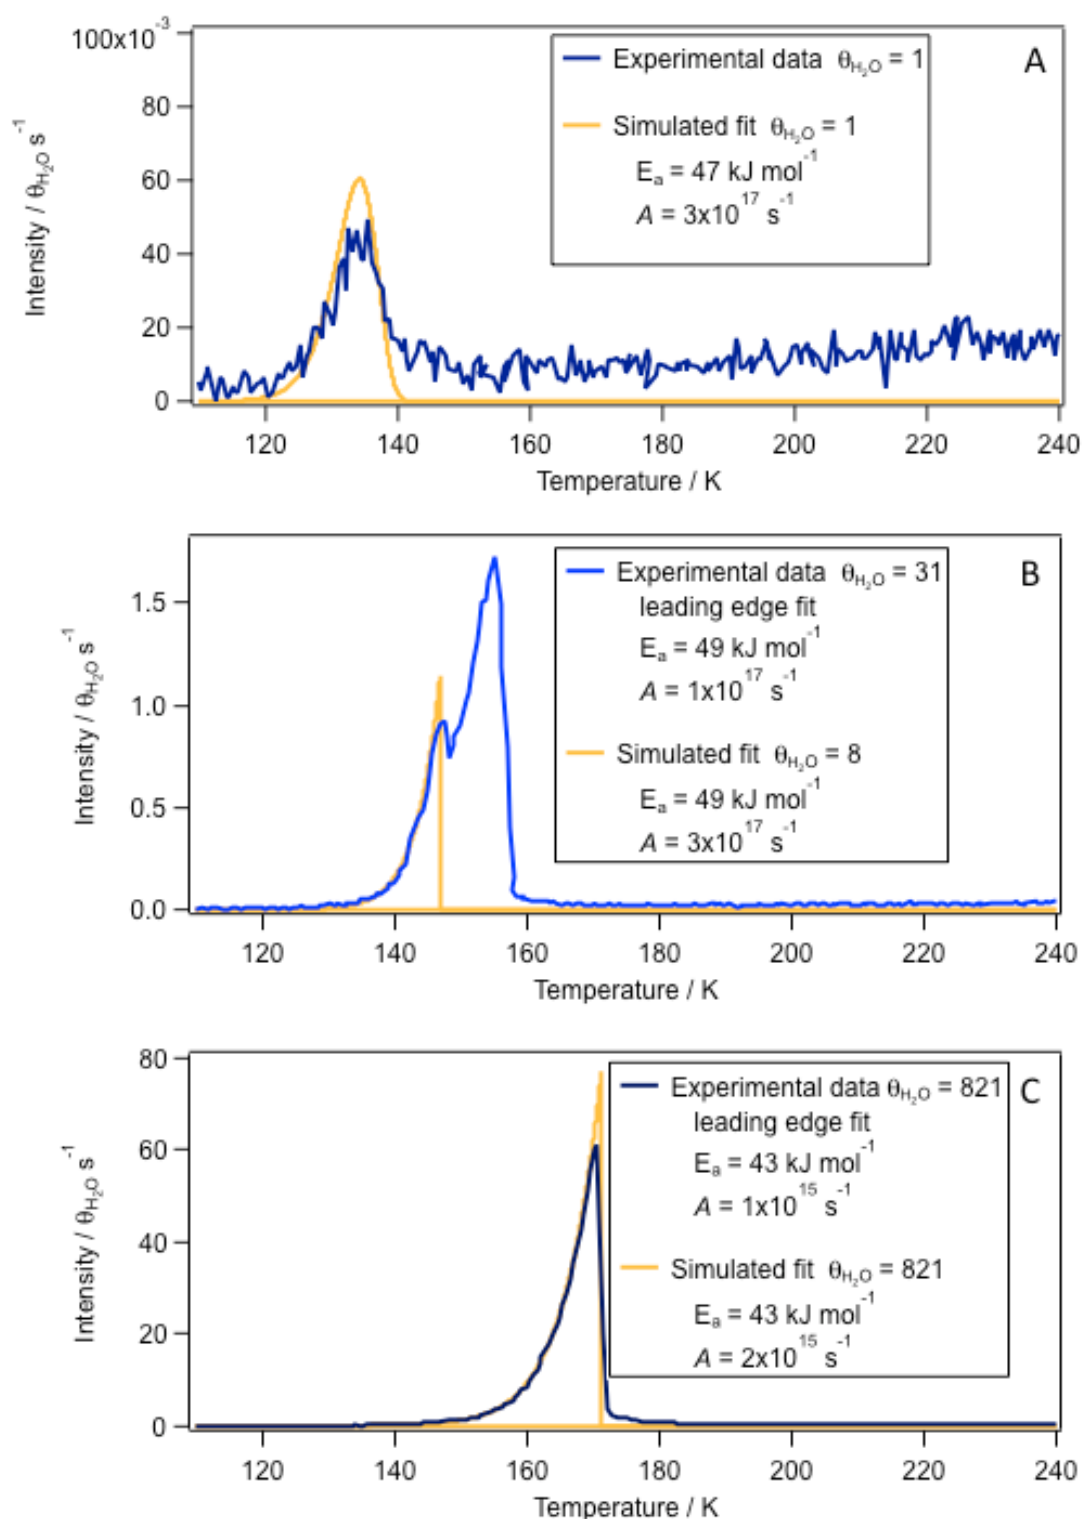 100x10⁻³
80
60
40
20
0
Intensity / θH₂O s⁻¹
Experimental data θH₂O = 1
Simulated fit θH₂O = 1
Eₐ = 47 kJ mol⁻¹
A = 3x10¹⁷ s⁻¹
A
120 140 160 180 200 220 240
Temperature / K
1.5
1.0
0.5
0.0
Intensity / θH₂O s⁻¹
Experimental data θH₂O = 31
leading edge fit
Eₐ = 49 kJ mol⁻¹
A = 1x10¹⁷ s⁻¹
Simulated fit θH₂O = 8
Eₐ = 49 kJ mol⁻¹
A = 3x10¹⁷ s⁻¹
B
120 140 160 180 200 220 240
Temperature / K
80
60
40
20
0
Intensity / θH₂O s⁻¹
Experimental data θH₂O = 821
leading edge fit
Eₐ = 43 kJ mol⁻¹
A = 1x10¹⁵ s⁻¹
Simulated fit θH₂O = 821
Eₐ = 43 kJ mol⁻¹
A = 2x10¹⁵ s⁻¹
C
120 140 160 180 200 220 240
Temperature / K